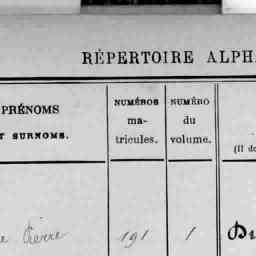 RÉPERTOIRE ALPH
PRÉNOMS
T SURNOMS.
NUMÉROS
ma-
tricules.
NUMÉRO
du
volume.
(Il d
Pierre 191 1